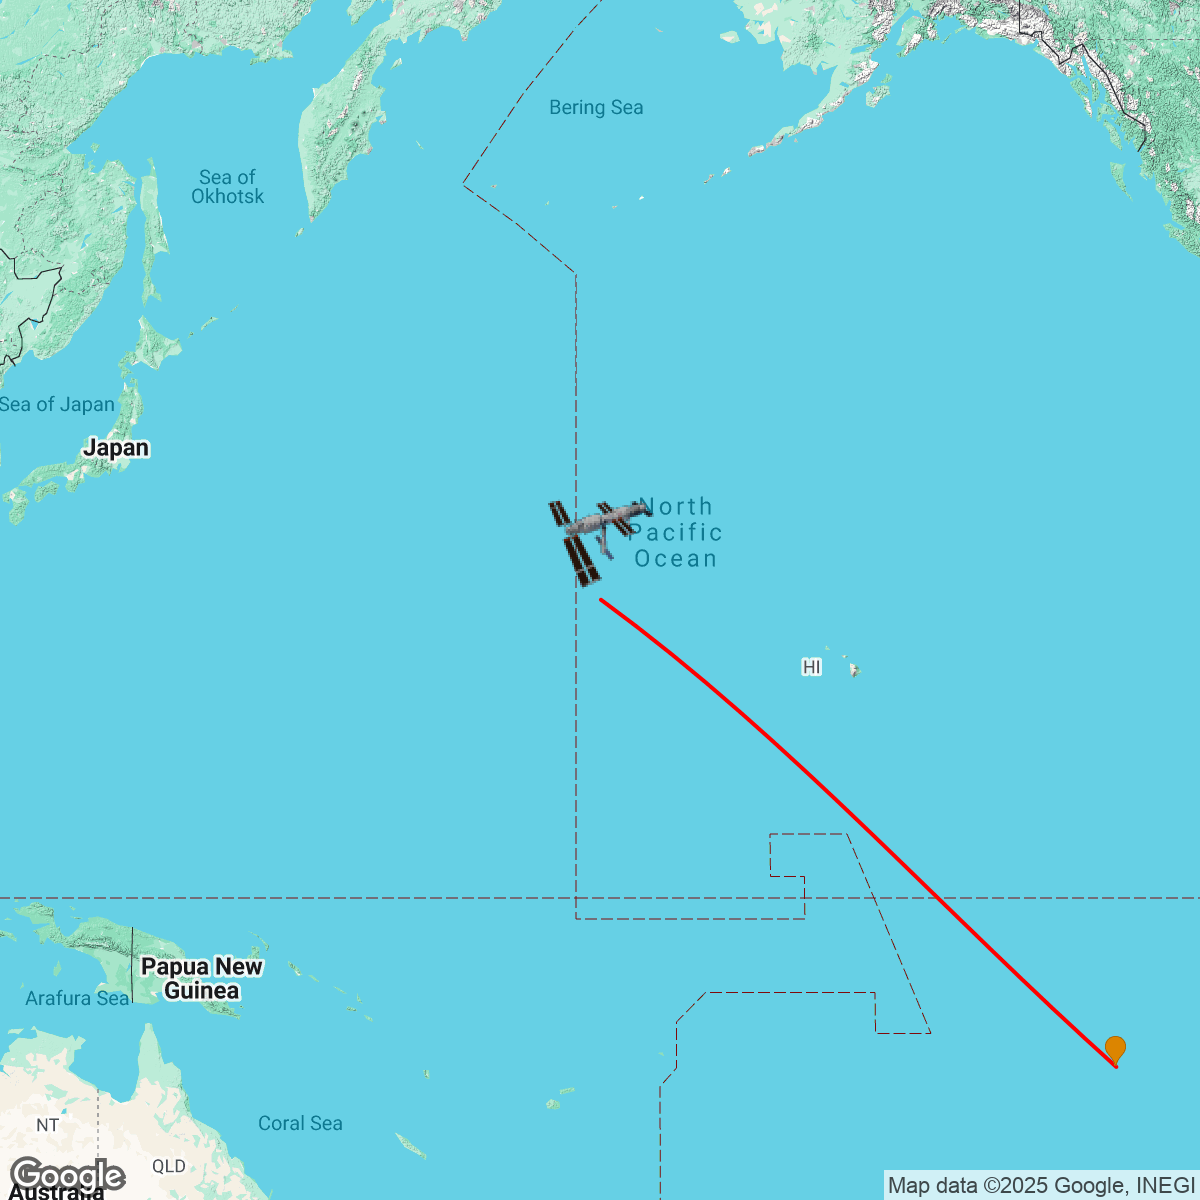 Bering Sea
Sea of
Okhotsk
Sea of Japan
Japan
North
Pacific
Ocean
HI
Papua New
Guinea
Arafura Sea
NT
Coral Sea
QLD
Google
Australia
Map data ©2025 Google, INEGI